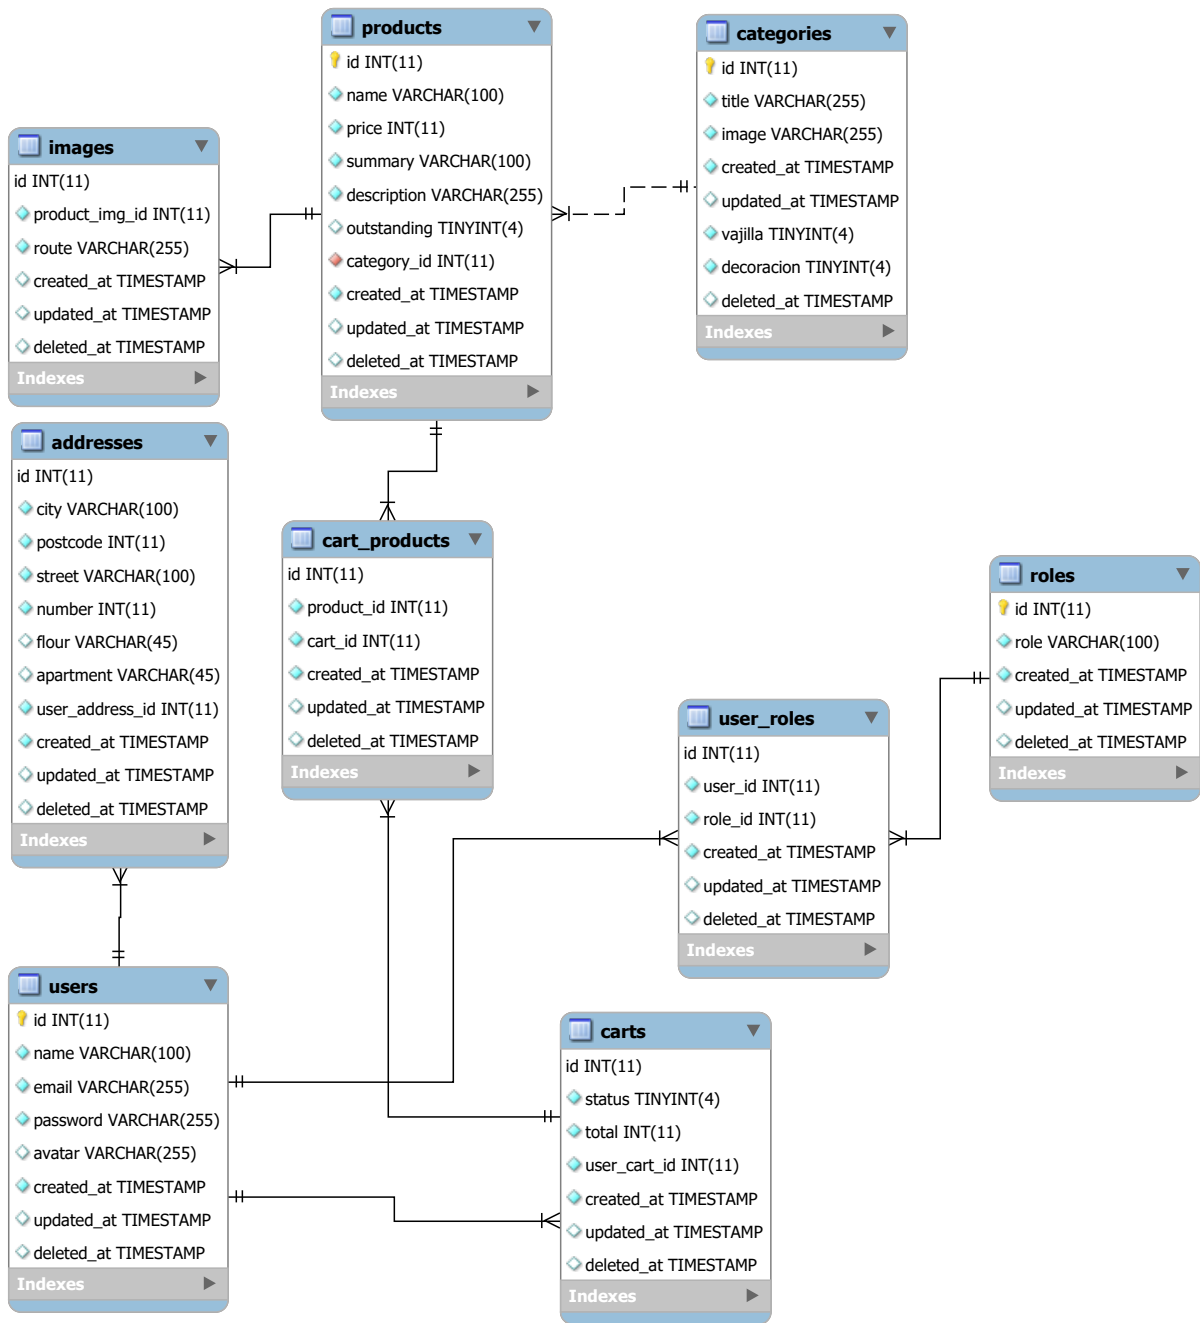 products
id INT(11)
name VARCHAR(100)
price INT(11)
summary VARCHAR(100)
description VARCHAR(255)
outstanding TINYINT(4)
category_id INT(11)
created_at TIMESTAMP
updated_at TIMESTAMP
deleted_at TIMESTAMP
Indexes
categories
id INT(11)
title VARCHAR(255)
image VARCHAR(255)
created_at TIMESTAMP
updated_at TIMESTAMP
vajilla TINYINT(4)
decoracion TINYINT(4)
deleted_at TIMESTAMP
Indexes
images
id INT(11)
product_img_id INT(11)
route VARCHAR(255)
created_at TIMESTAMP
updated_at TIMESTAMP
deleted_at TIMESTAMP
Indexes
addresses
id INT(11)
city VARCHAR(100)
postcode INT(11)
street VARCHAR(100)
number INT(11)
flour VARCHAR(45)
apartment VARCHAR(45)
user_address_id INT(11)
created_at TIMESTAMP
updated_at TIMESTAMP
deleted_at TIMESTAMP
Indexes
cart_products
id INT(11)
product_id INT(11)
cart_id INT(11)
created_at TIMESTAMP
updated_at TIMESTAMP
deleted_at TIMESTAMP
Indexes
roles
id INT(11)
role VARCHAR(100)
created_at TIMESTAMP
updated_at TIMESTAMP
deleted_at TIMESTAMP
Indexes
user_roles
id INT(11)
user_id INT(11)
role_id INT(11)
created_at TIMESTAMP
updated_at TIMESTAMP
deleted_at TIMESTAMP
Indexes
users
id INT(11)
name VARCHAR(100)
email VARCHAR(255)
password VARCHAR(255)
avatar VARCHAR(255)
created_at TIMESTAMP
updated_at TIMESTAMP
deleted_at TIMESTAMP
Indexes
carts
id INT(11)
status TINYINT(4)
total INT(11)
user_cart_id INT(11)
created_at TIMESTAMP
updated_at TIMESTAMP
deleted_at TIMESTAMP
Indexes